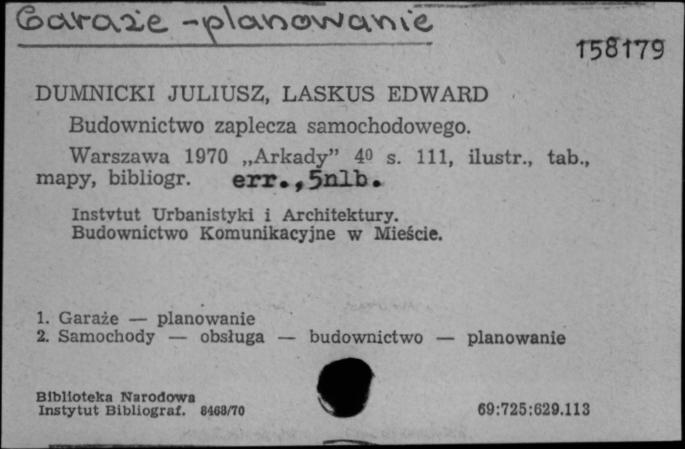 Garaże - planowanie
158179
DUMNICKI JULIUSZ, LASKUS EDWARD
Budownictwo zaplecza samochodowego.
Warszawa 1970 „Arkady” 4⁰ s. 111, ilustr., tab.,
mapy, bibliogr. err., 5nlb.
Instytut Urbanistyki i Architektury.
Budownictwo Komunikacyjne w Mieście.
1. Garaże — planowanie
2. Samochody — obsługa — budownictwo — planowanie
Biblioteka Narodowa
Instytut Bibliograf. 8468/70
69:725:629.113